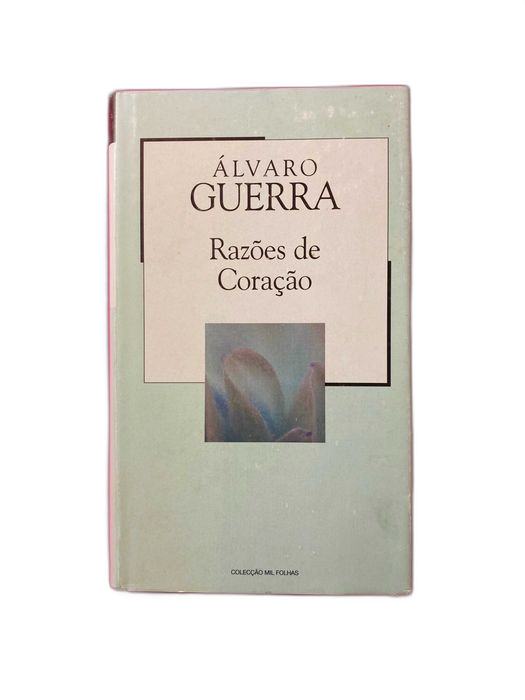 ÁLVARO
GUERRA
Razões de
Coração
COLECÇÃO MIL FOLHAS